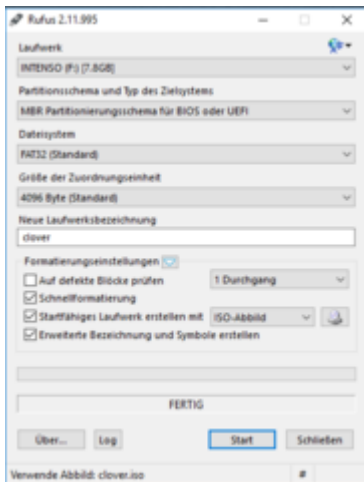 Rufus 2.11.995
Laufwerk
INTENSO (F:) [7.8GB]
Partitionsschema und Typ des Zielsystems
MBR Partitionierungsschema für BIOS oder UEFI
Dateisystem
FAT32 (Standard)
Größe der Zuordnungseinheit
4096 Byte (Standard)
Neue Laufwerksbezeichnung
clover
Formatierungseinstellungen
Auf defekte Blöcke prüfen 1 Durchgang
Schnellformatierung
Startfähiges Laufwerk erstellen mit ISO-Abbild
Erweiterte Bezeichnung und Symbole erstellen
FERTIG
Über... Log Start Schließen
Verwende Abbild: clover.iso #